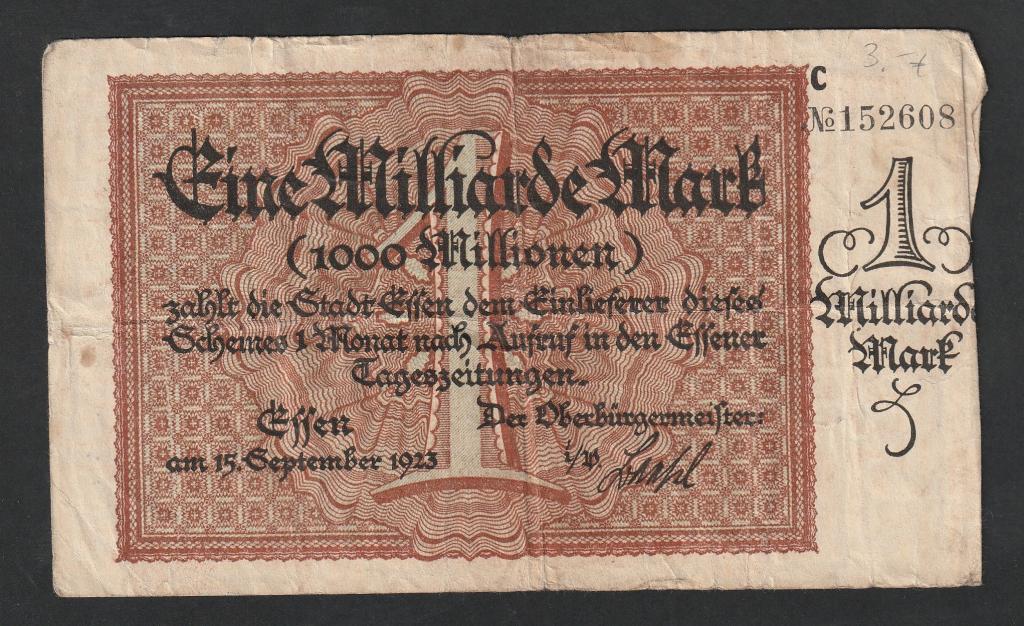 3.-
C
№152608
Eine Milliarde Mark
(1000 Millionen)
zahlt die Stadt Essen dem Einlieferer dieses
Scheines 1 Monat nach Aufruf in den Essener
Tageszeitungen.
Essen
am 15. September 1923
Der Oberbürgermeister:
i/V
1
Milliarde
Mark